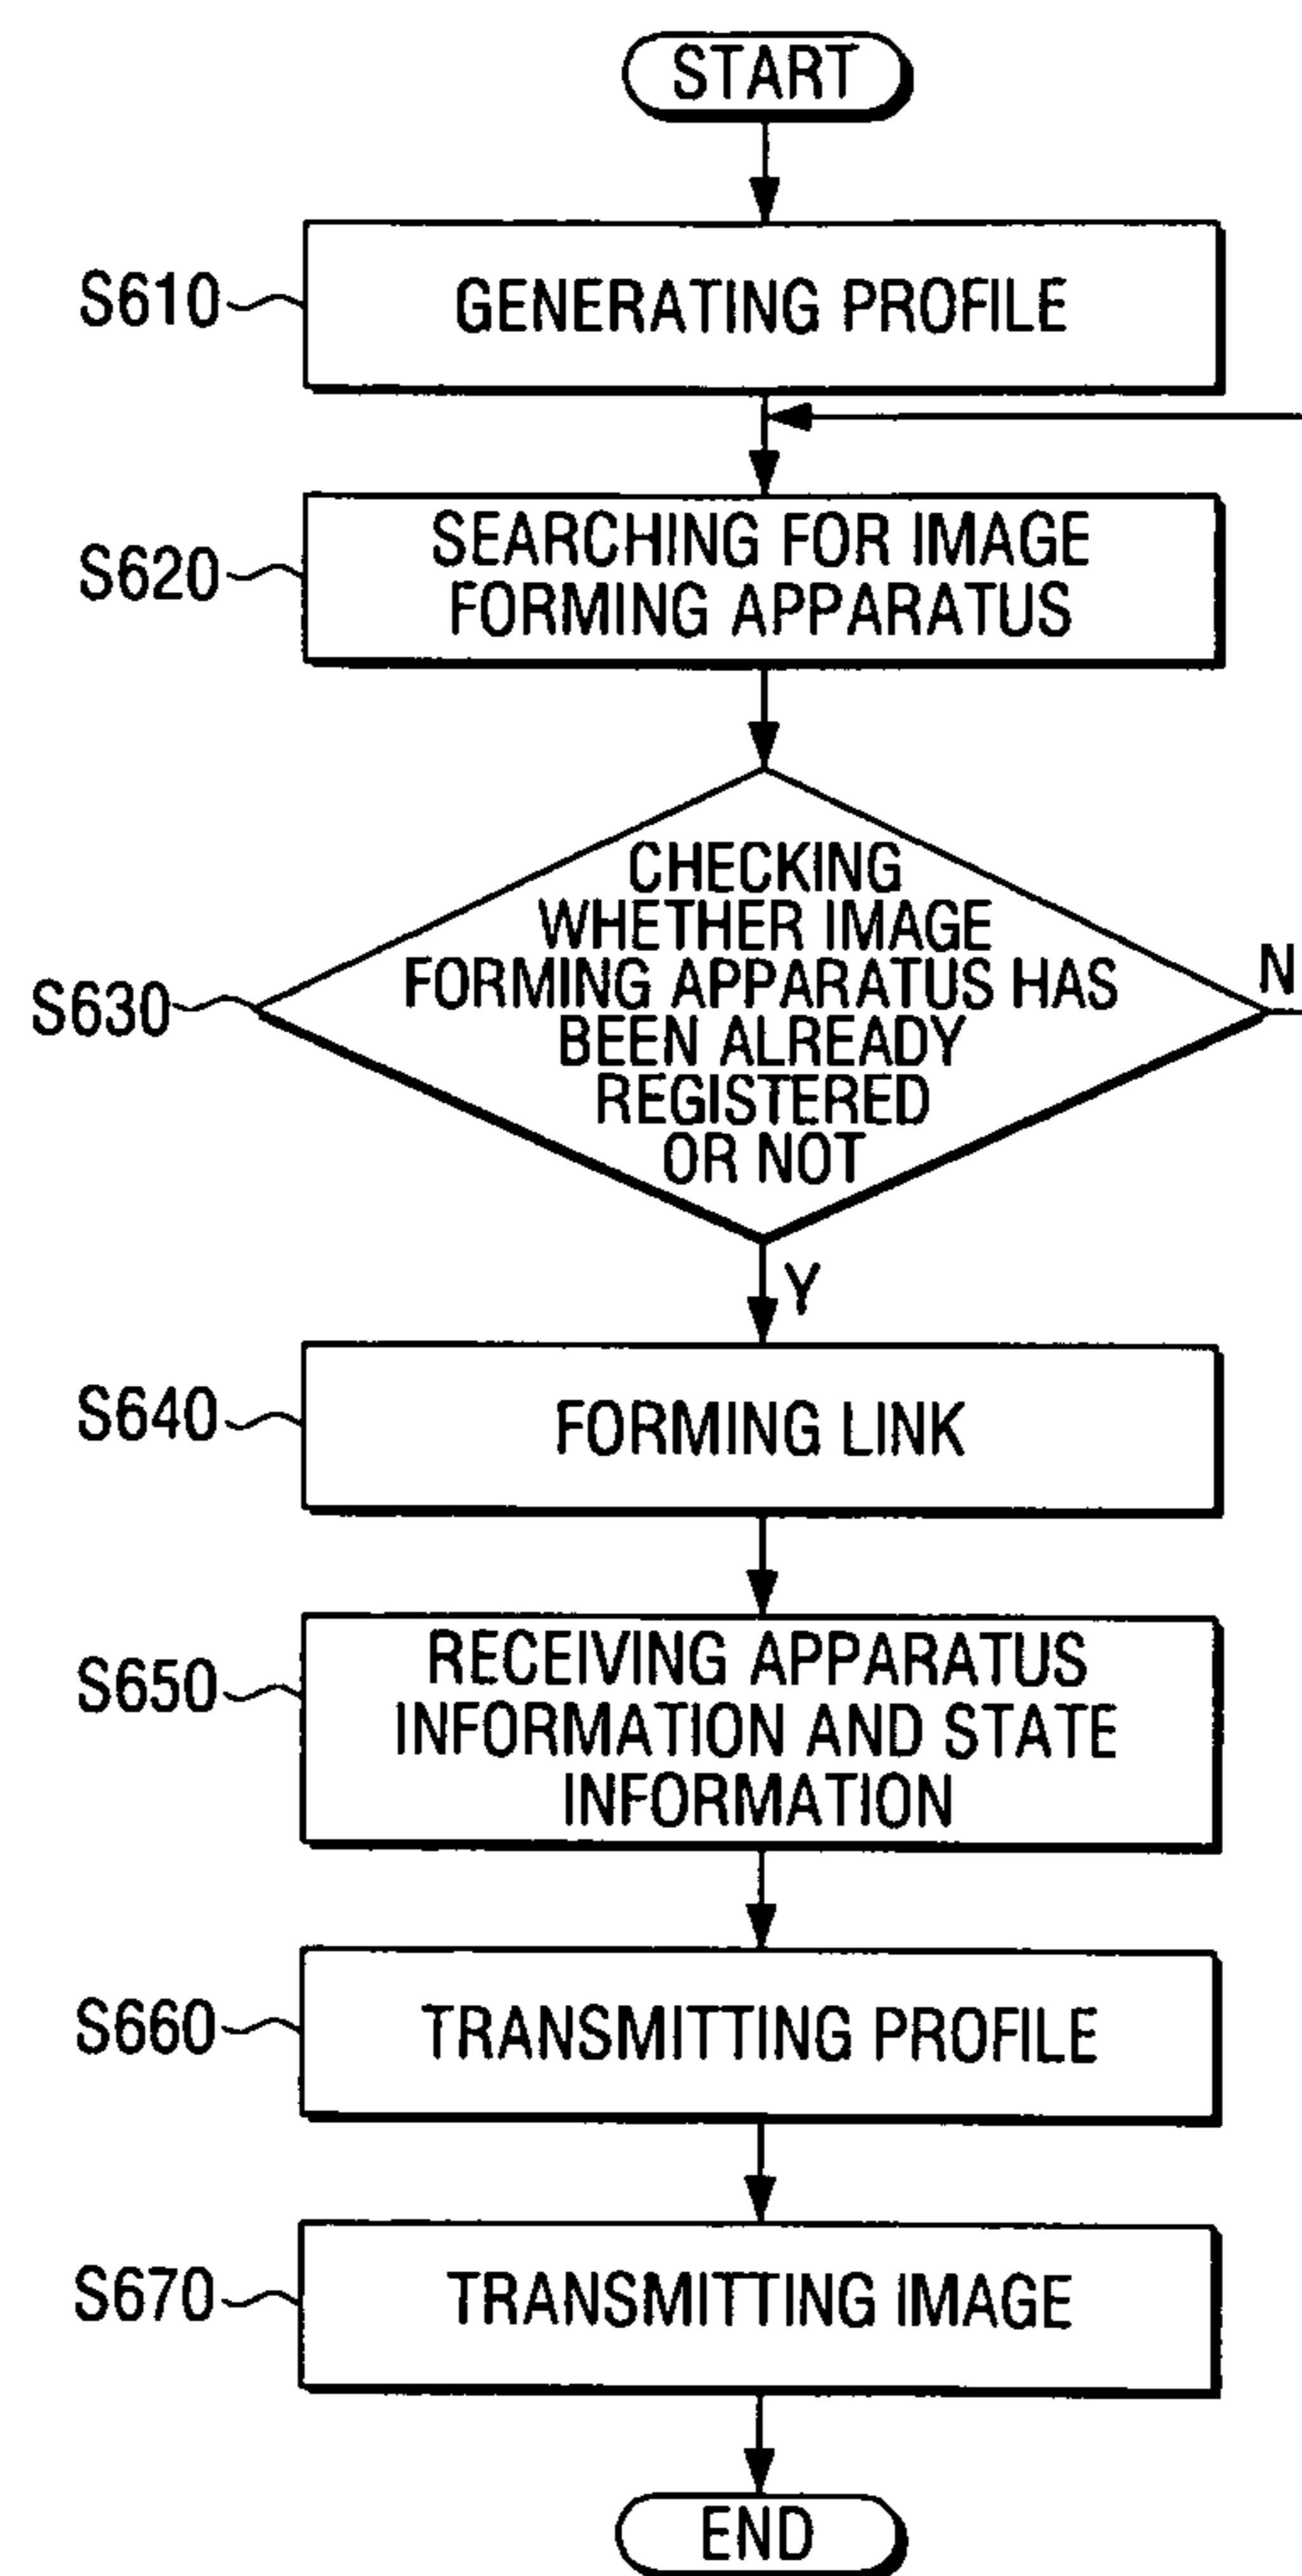 START
S610
GENERATING PROFILE
S620
SEARCHING FOR IMAGE
FORMING APPARATUS
S630
CHECKING
WHETHER IMAGE
FORMING APPARATUS HAS
BEEN ALREADY
REGISTERED
OR NOT
N
Y
S640
FORMING LINK
S650
RECEIVING APPARATUS
INFORMATION AND STATE
INFORMATION
S660
TRANSMITTING PROFILE
S670
TRANSMITTING IMAGE
END